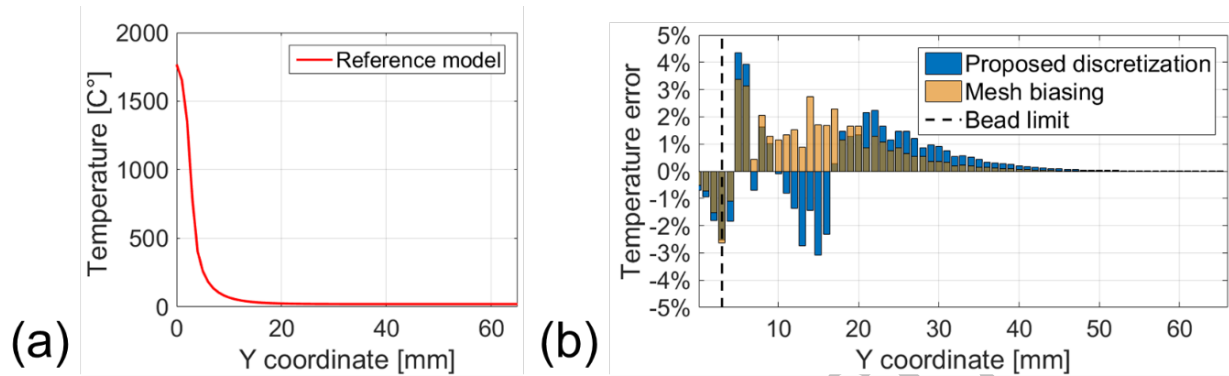 (a)
2000
1500
1000
500
0
Temperature [C°]
Reference model
0 20 40 60
Y coordinate [mm]
(b)
5%
4%
3%
2%
1%
0%
-1%
-2%
-3%
-4%
-5%
Temperature error
Proposed discretization
Mesh biasing
Bead limit
10 20 30 40 50 60
Y coordinate [mm]